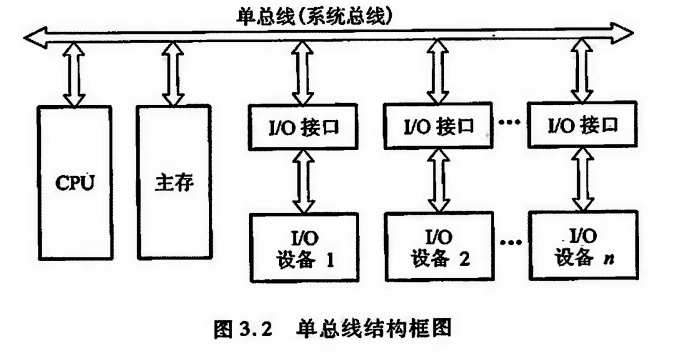 单总线(系统总线)
CPU
主存
I/O 接口
I/O 接口
···
I/O 接口
I/O
设备 1
I/O
设备 2
···
I/O
设备 n
图 3.2 单总线结构框图